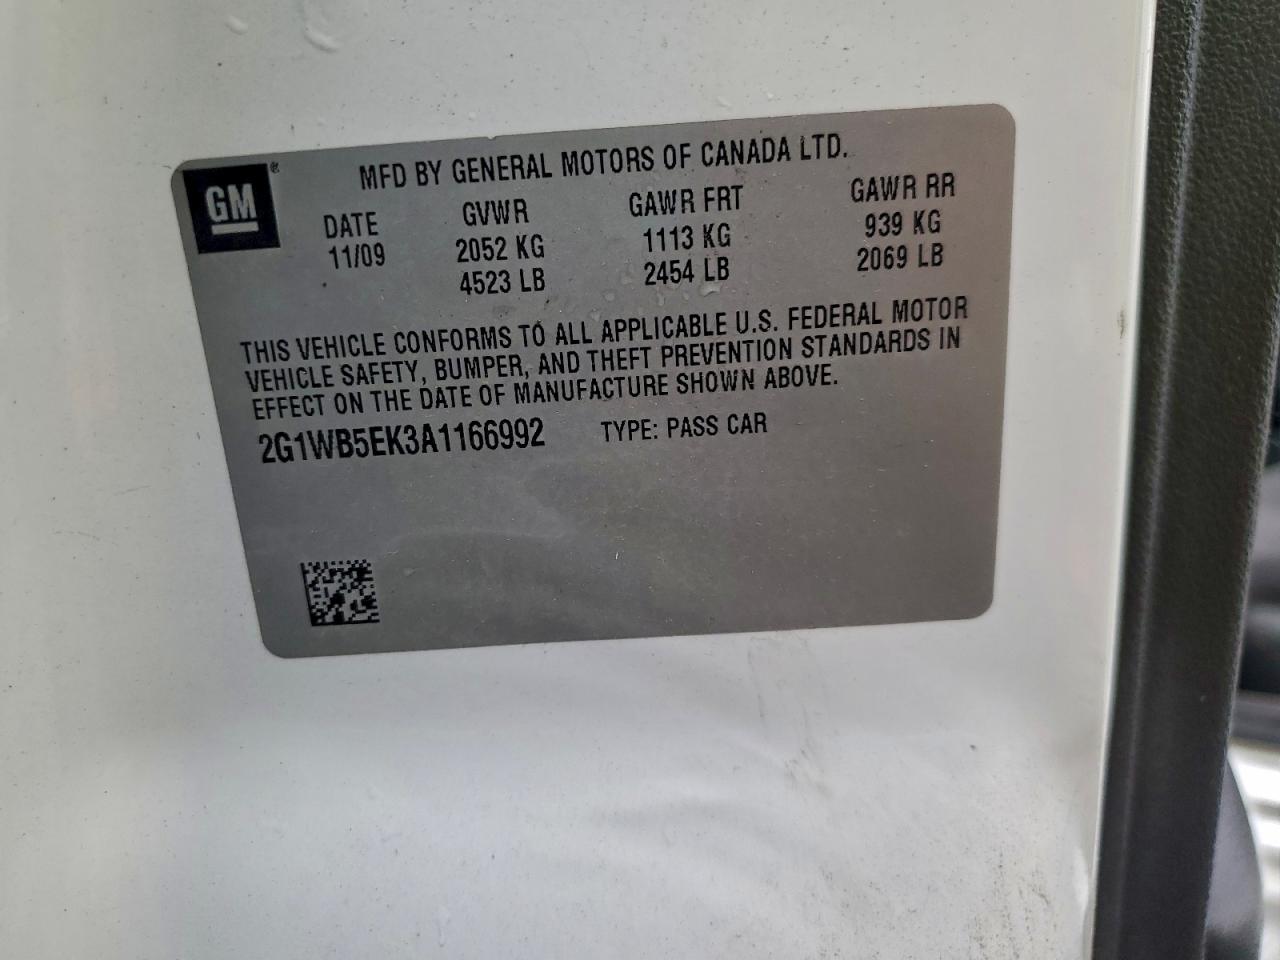 GM®
MFD BY GENERAL MOTORS OF CANADA LTD.
DATE GVWR GAWR FRT GAWR RR
11/09 2052 KG 1113 KG 939 KG
4523 LB 2454 LB 2069 LB
THIS VEHICLE CONFORMS TO ALL APPLICABLE U.S. FEDERAL MOTOR
VEHICLE SAFETY, BUMPER, AND THEFT PREVENTION STANDARDS IN
EFFECT ON THE DATE OF MANUFACTURE SHOWN ABOVE.
2G1WB5EK3A1166992 TYPE: PASS CAR